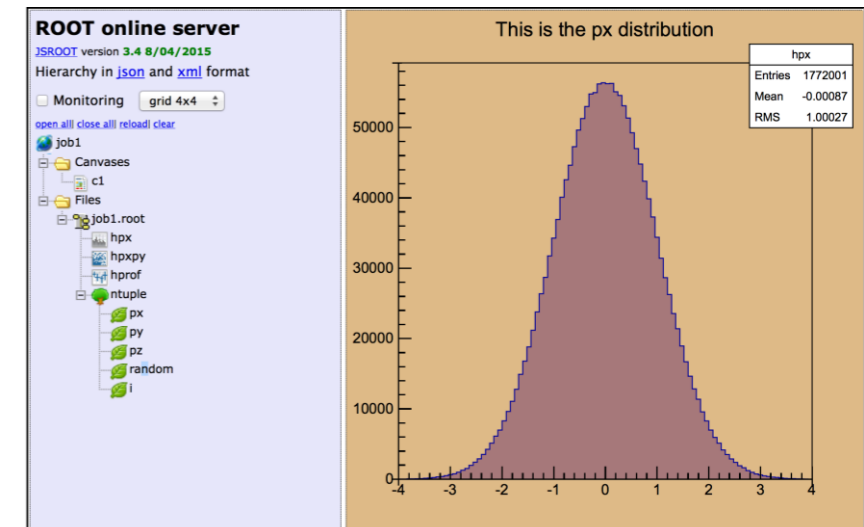 ROOT online server
JSROOT version 3.4 8/04/2015
Hierarchy in json and xml format
Monitoring grid 4x4
open all| close all| reload| clear
job1
Canvases
c1
Files
job1.root
hpx
hpxpy
hprof
ntuple
px
py
pz
random
i
This is the px distribution
hpx
Entries 1772001
Mean -0.00087
RMS 1.00027
50000
40000
30000
20000
10000
0
-4 -3 -2 -1 0 1 2 3 4